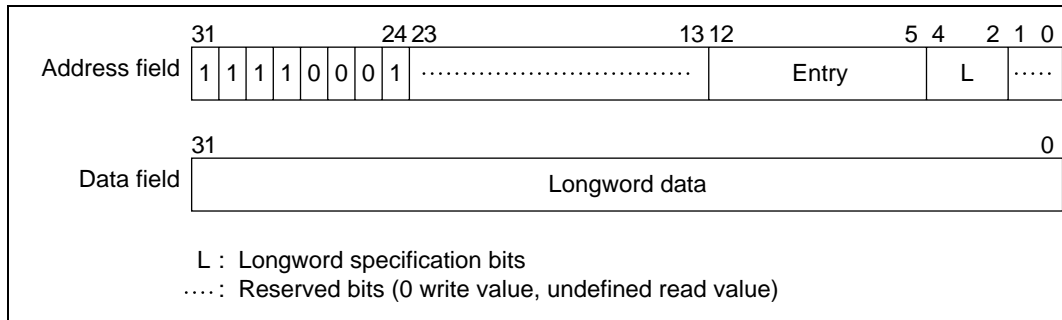 31 24 23 13 12 5 4 2 1 0
Address field 1 1 1 1 0 0 0 1 ................................. Entry L .....
31 0
Data field Longword data
L : Longword specification bits
.... : Reserved bits (0 write value, undefined read value)